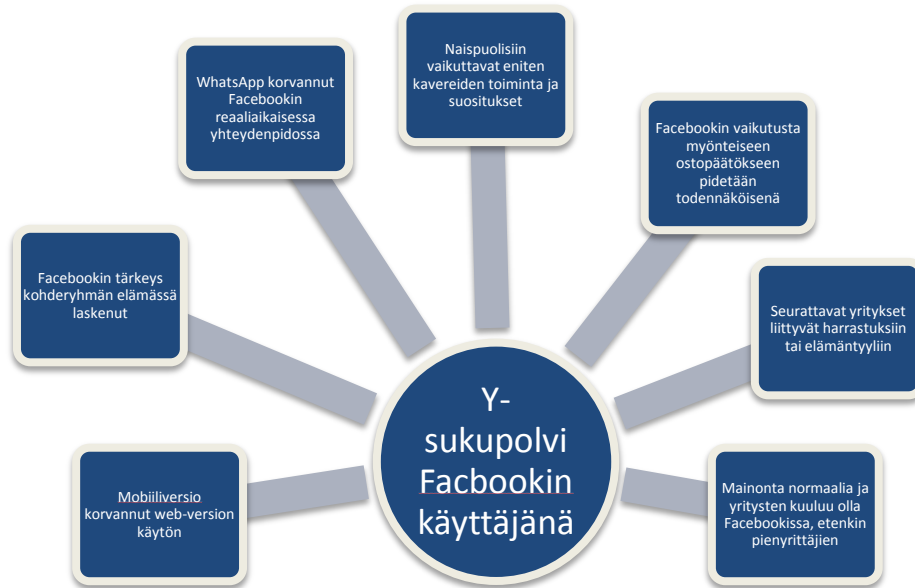 Naispuolisiin
vaikuttavat eniten
kavereiden toiminta ja
suositukset
WhatsApp korvannut
Facebookin
reaaliaikaisessa
yhteydenpidossa
Facebookin vaikutusta
myönteiseen
ostopäätökseen
pidetään
todennäköisenä
Facebookin tärkeys
kohderyhmän elämässä
laskenut
Seurattavat yritykset
liittyvät harrastuksiin
tai elämäntyyliin
Y-
sukupolvi
Facbookin
käyttäjänä
Mobiiliversio
korvannut web-version
käytön
Mainonta normaalia ja
yritysten kuuluu olla
Facebookissa, etenkin
pienyrittäjien